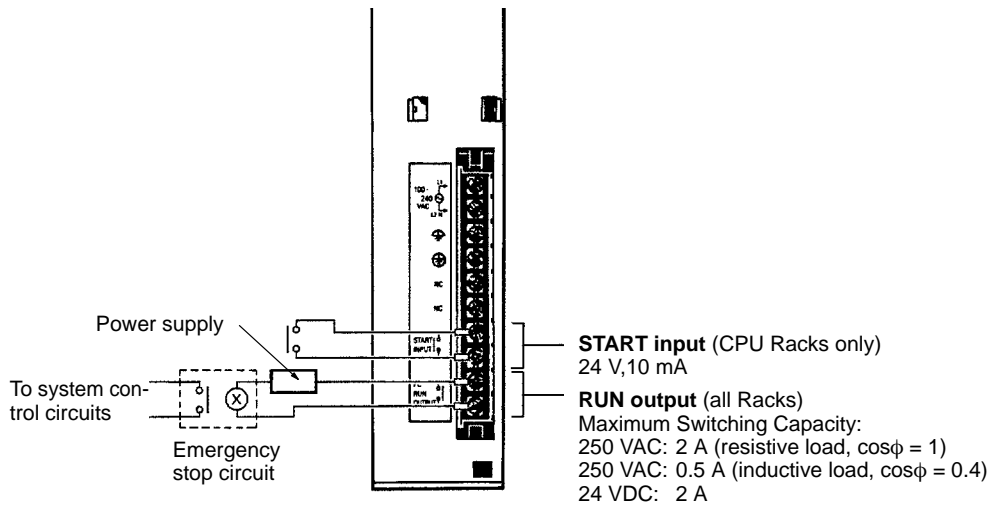 100 -
240
VAC
L1
L2 N
NC
NC
START
INPUT
RUN
OUTPUT
Power supply
To system con-
trol circuits
X
Emergency
stop circuit
START input (CPU Racks only)
24 V,10 mA
RUN output (all Racks)
Maximum Switching Capacity:
250 VAC: 2 A (resistive load, cosϕ = 1)
250 VAC: 0.5 A (inductive load, cosϕ = 0.4)
24 VDC: 2 A